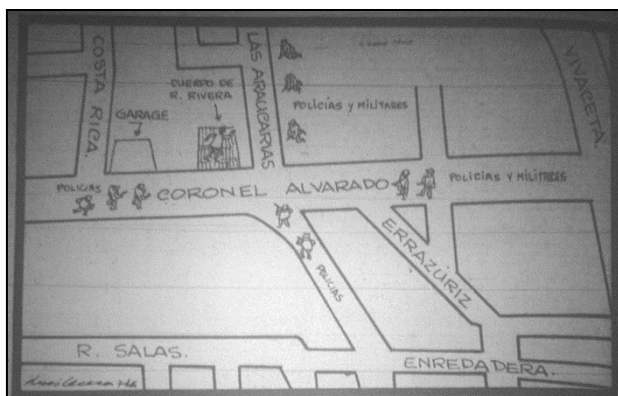 COSTA RICA.
LAS ARAUCARIAS
VIVACETA.
CUERPO DE
R. RIVERA
GARAGE
POLICIAS Y MILITARES
POLICIAS
CORONEL ALVARADO
POLICIAS Y MILITARES
ERRAZÚRIZ
POLICIAS
R. SALAS.
ENREDADERA.